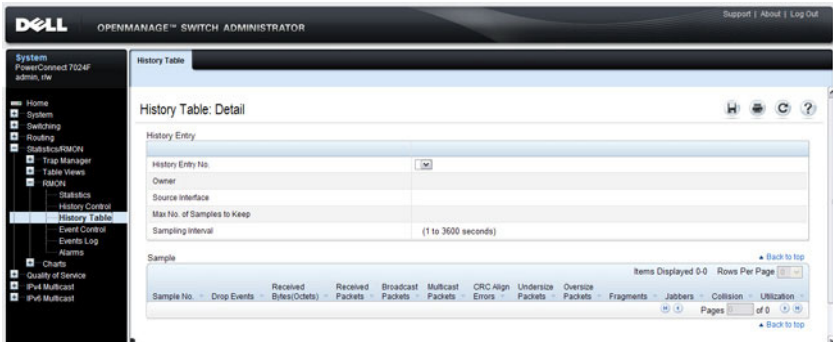 Support | About | Log Out
DELL OPENMANAGE™ SWITCH ADMINISTRATOR
System
PowerConnect 7024F
admin, r/w
History Table
Home
System
Switching
Routing
Statistics/RMON
Trap Manager
Table Views
RMON
Statistics
History Control
History Table
Event Control
Events Log
Alarms
Charts
Quality of Service
IPv4 Multicast
IPv6 Multicast
History Table: Detail
History Entry
History Entry No.
Owner
Source Interface
Max No. of Samples to Keep
Sampling Interval (1 to 3600 seconds)
Sample
Back to top
Items Displayed 0-0 Rows Per Page
Sample No. Drop Events Received Bytes(Octets) Received Packets Broadcast Packets Multicast Packets CRC Align Errors Undersize Packets Oversize Packets Fragments Jabbers Collision Utilization
Pages of 0
Back to top